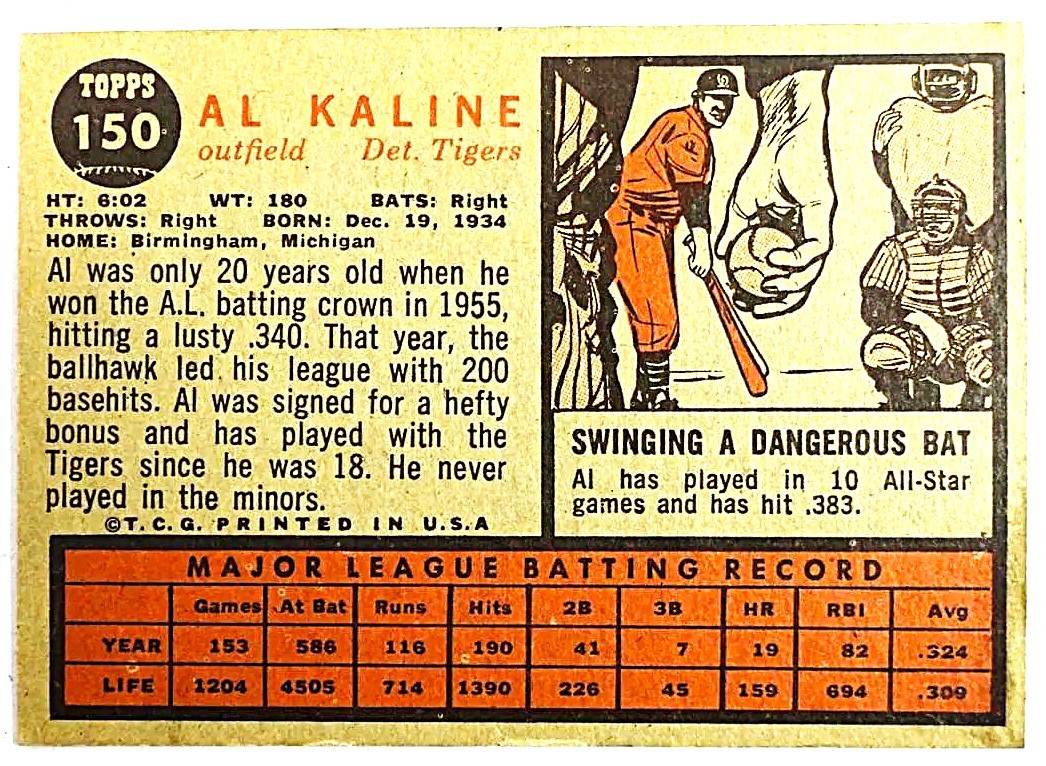 TOPPS
150
AL KALINE
outfield Det. Tigers
HT: 6:02 WT: 180 BATS: Right
THROWS: Right BORN: Dec. 19, 1934
HOME: Birmingham, Michigan
Al was only 20 years old when he
won the A.L. batting crown in 1955,
hitting a lusty .340. That year, the
ballhawk led his league with 200
basehits. Al was signed for a hefty
bonus and has played with the
Tigers since he was 18. He never
played in the minors.
©T.C.G. PRINTED IN U.S.A
SWINGING A DANGEROUS BAT
Al has played in 10 All-Star
games and has hit .383.
MAJOR LEAGUE BATTING RECORD
Games At Bat Runs Hits 2B 3B HR RBI Avg
YEAR 153 586 116 190 41 7 19 82 .324
LIFE 1204 4505 714 1390 226 45 159 694 .309